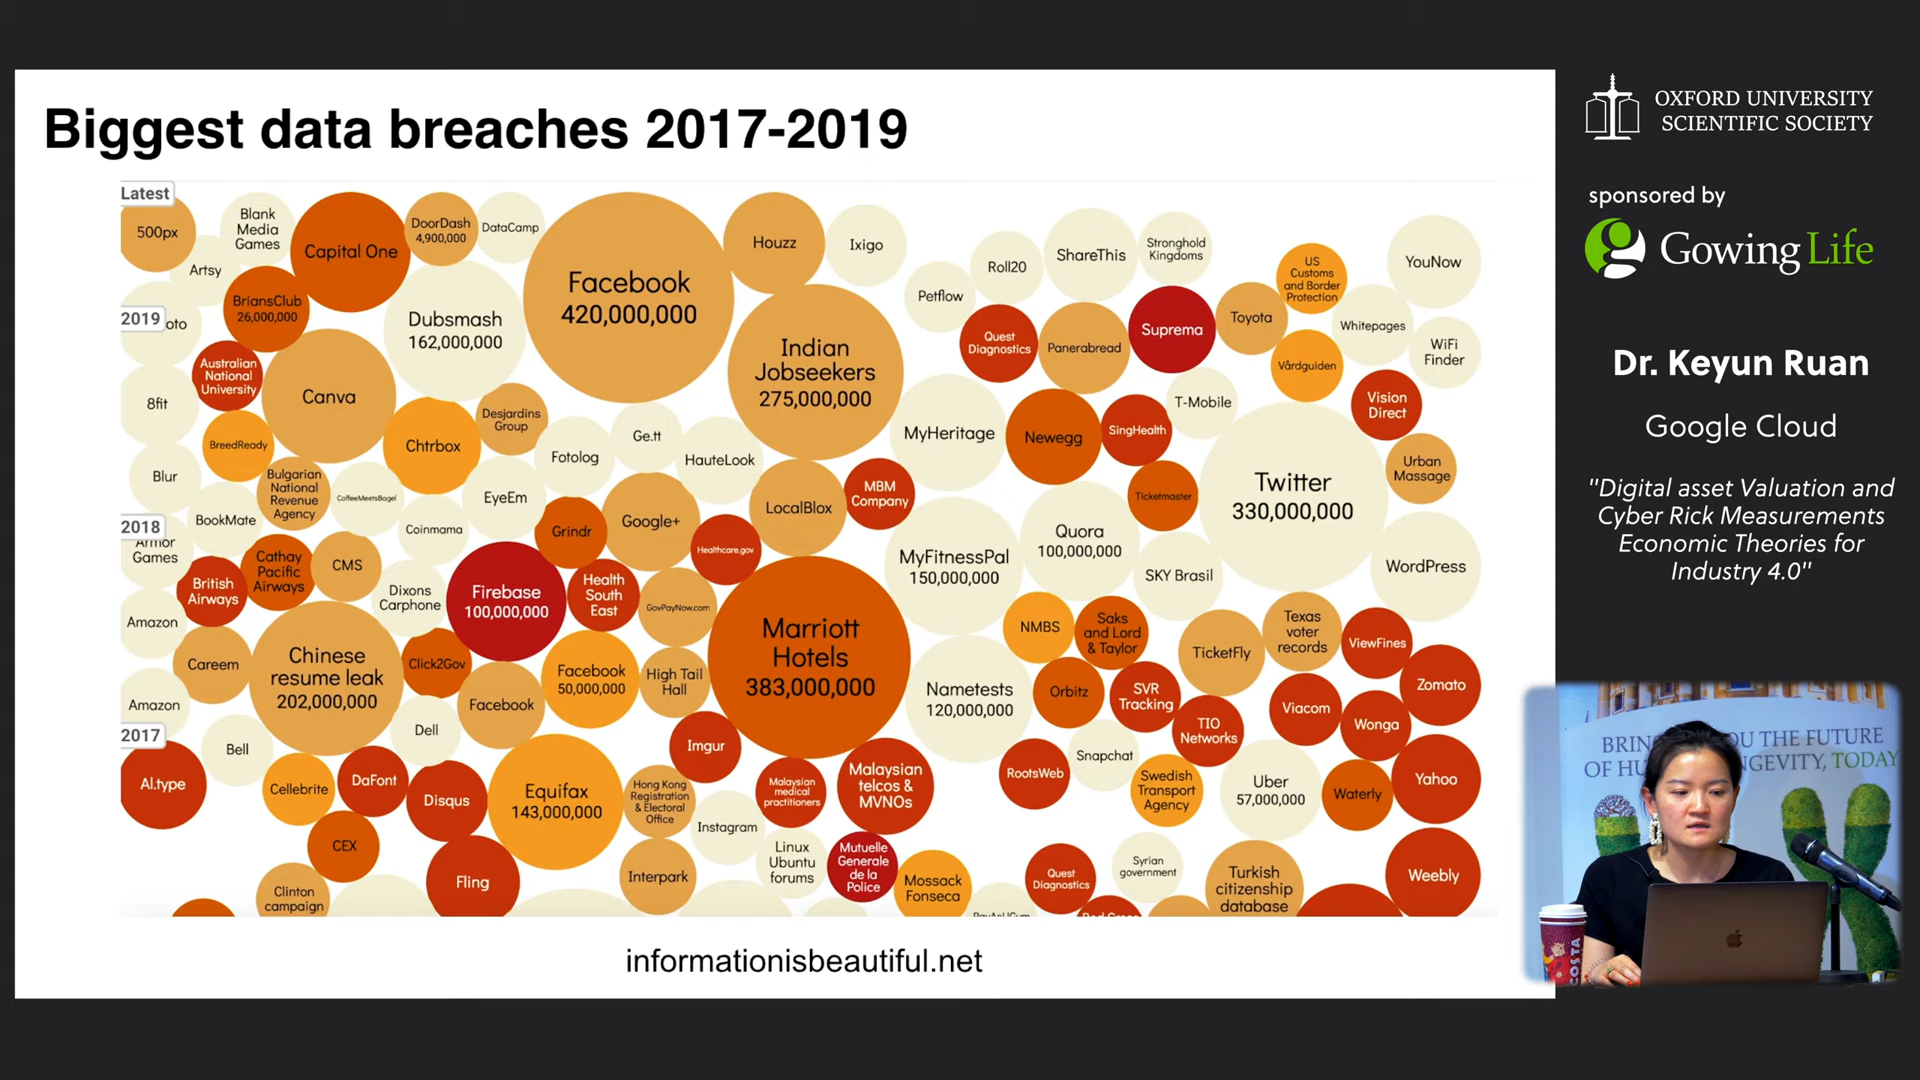 Biggest data breaches 2017-2019
Latest
500px
Blank
Media
Games
Artsy
Capital One
DoorDash
4,900,000
DataCamp
BriansClub
26,000,000
2019
oto
Dubsmash
162,000,000
Facebook
420,000,000
Houzz
Ixigo
Indian
Jobseekers
275,000,000
Petflow
Roll20
ShareThis
Stronghold
Kingdoms
Quest
Diagnostics
Panerabread
Suprema
Toyota
US
Customs
and Border
Protection
YouNow
Whitepages
WiFi
Finder
Vårdguiden
Australian
National
University
8fit
Canva
BreedReady
Chtrbox
Desjardins
Group
Fotolog
Ge.tt
HauteLook
MyHeritage
Newegg
SingHealth
T-Mobile
Vision
Direct
Twitter
330,000,000
Urban
Massage
Blur
Bulgarian
National
Revenue
Agency
CoffeeMeetsBagel
EyeEm
BookMate
Coinmama
Grindr
Google+
LocalBlox
MBM
Company
Healthcare.gov
Ticketmaster
Quora
100,000,000
MyFitnessPal
150,000,000
SKY Brasil
WordPress
2018
Armor
Games
Cathay
Pacific
Airways
CMS
British
Airways
Dixons
Carphone
Firebase
100,000,000
Health
South
East
GovPayNow.com
Marriott
Hotels
383,000,000
Amazon
Careem
Chinese
resume leak
202,000,000
Click2Gov
Facebook
Facebook
50,000,000
High Tail
Hall
Nametests
120,000,000
NMBS
Saks
and Lord
& Taylor
Orbitz
SVR
Tracking
TicketFly
Texas
voter
records
ViewFines
Zomato
Amazon
2017
Bell
Dell
Imgur
TIO
Networks
Viacom
Wonga
Al.type
Cellebrite
DaFont
Disqus
Equifax
143,000,000
Hong Kong
Registration
& Electoral
Office
Instagram
Malaysian
medical
practitioners
Malaysian
telcos &
MVNOs
RootsWeb
Snapchat
Swedish
Transport
Agency
Uber
57,000,000
Waterly
Yahoo
CEX
Clinton
campaign
Fling
Interpark
Linux
Ubuntu
forums
Mutuelle
Generale
de la
Police
Mossack
Fonseca
Quest
Diagnostics
Syrian
government
Turkish
citizenship
database
Weebly
PayAsUGym
Red Cross
informationisbeautiful.net
OXFORD UNIVERSITY
SCIENTIFIC SOCIETY
sponsored by
Gowing Life
Dr. Keyun Ruan
Google Cloud
"Digital asset Valuation and
Cyber Rick Measurements
Economic Theories for
Industry 4.0"
TODAY
COSTA